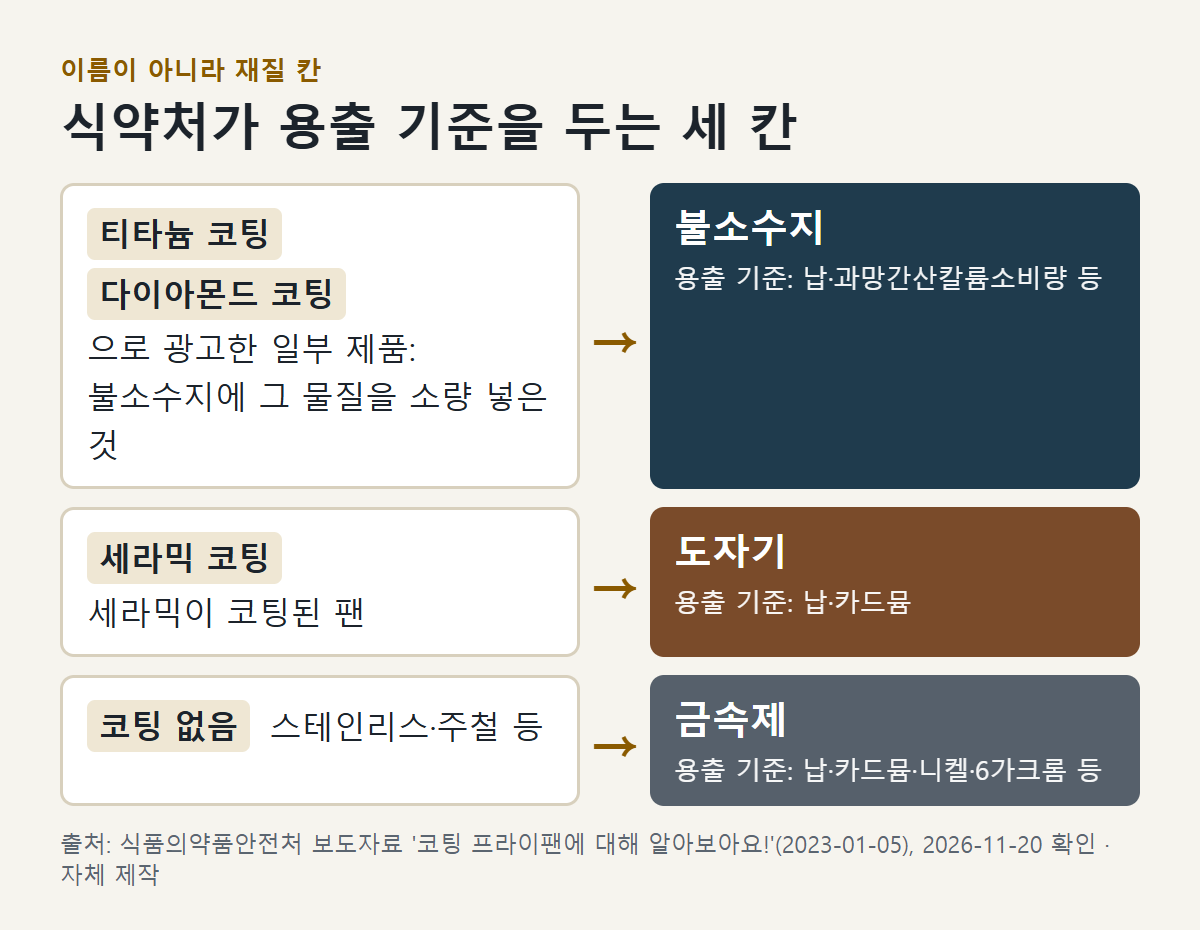 이름이 아니라 재질 칸
식약처가 용출 기준을 두는 세 칸
티타늄 코팅
다이아몬드 코팅
으로 광고한 일부 제품:
불소수지에 그 물질을 소량 넣은
것
→
불소수지
용출 기준: 납·과망간산칼륨소비량 등
세라믹 코팅
세라믹이 코팅된 팬
→
도자기
용출 기준: 납·카드뮴
코팅 없음 스테인리스·주철 등
→
금속제
용출 기준: 납·카드뮴·니켈·6가크롬 등
출처: 식품의약품안전처 보도자료 '코팅 프라이팬에 대해 알아보아요!'(2023-01-05), 2026-11-20 확인 ·
자체 제작